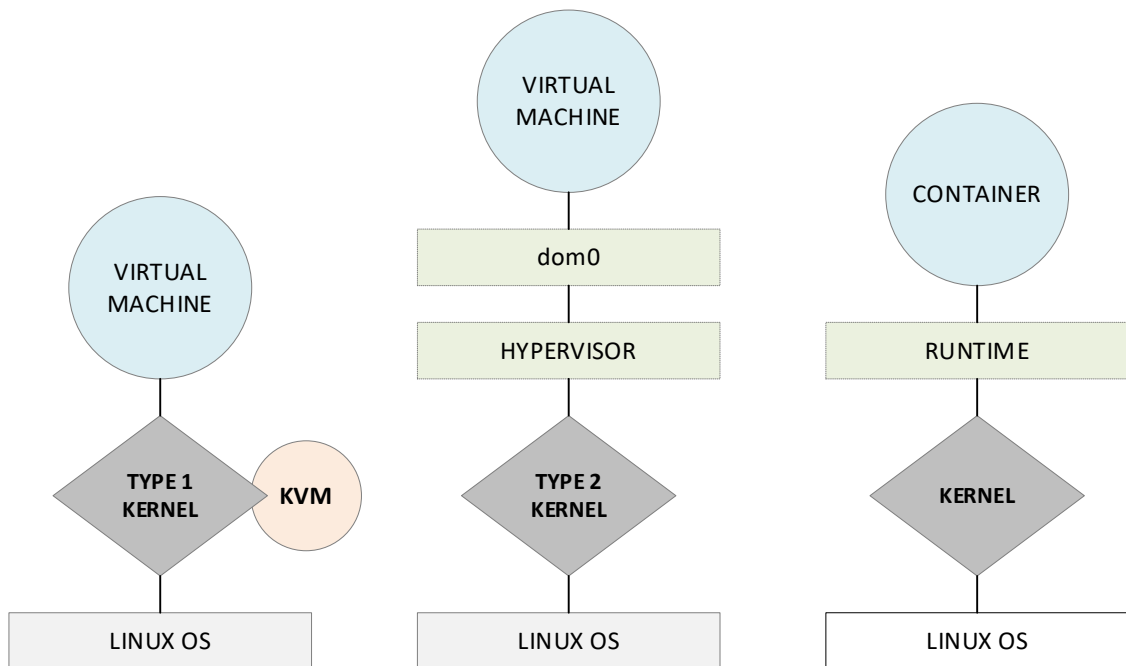 VIRTUAL
MACHINE
TYPE 1
KERNEL
KVM
LINUX OS
VIRTUAL
MACHINE
dom0
HYPERVISOR
TYPE 2
KERNEL
LINUX OS
CONTAINER
RUNTIME
KERNEL
LINUX OS